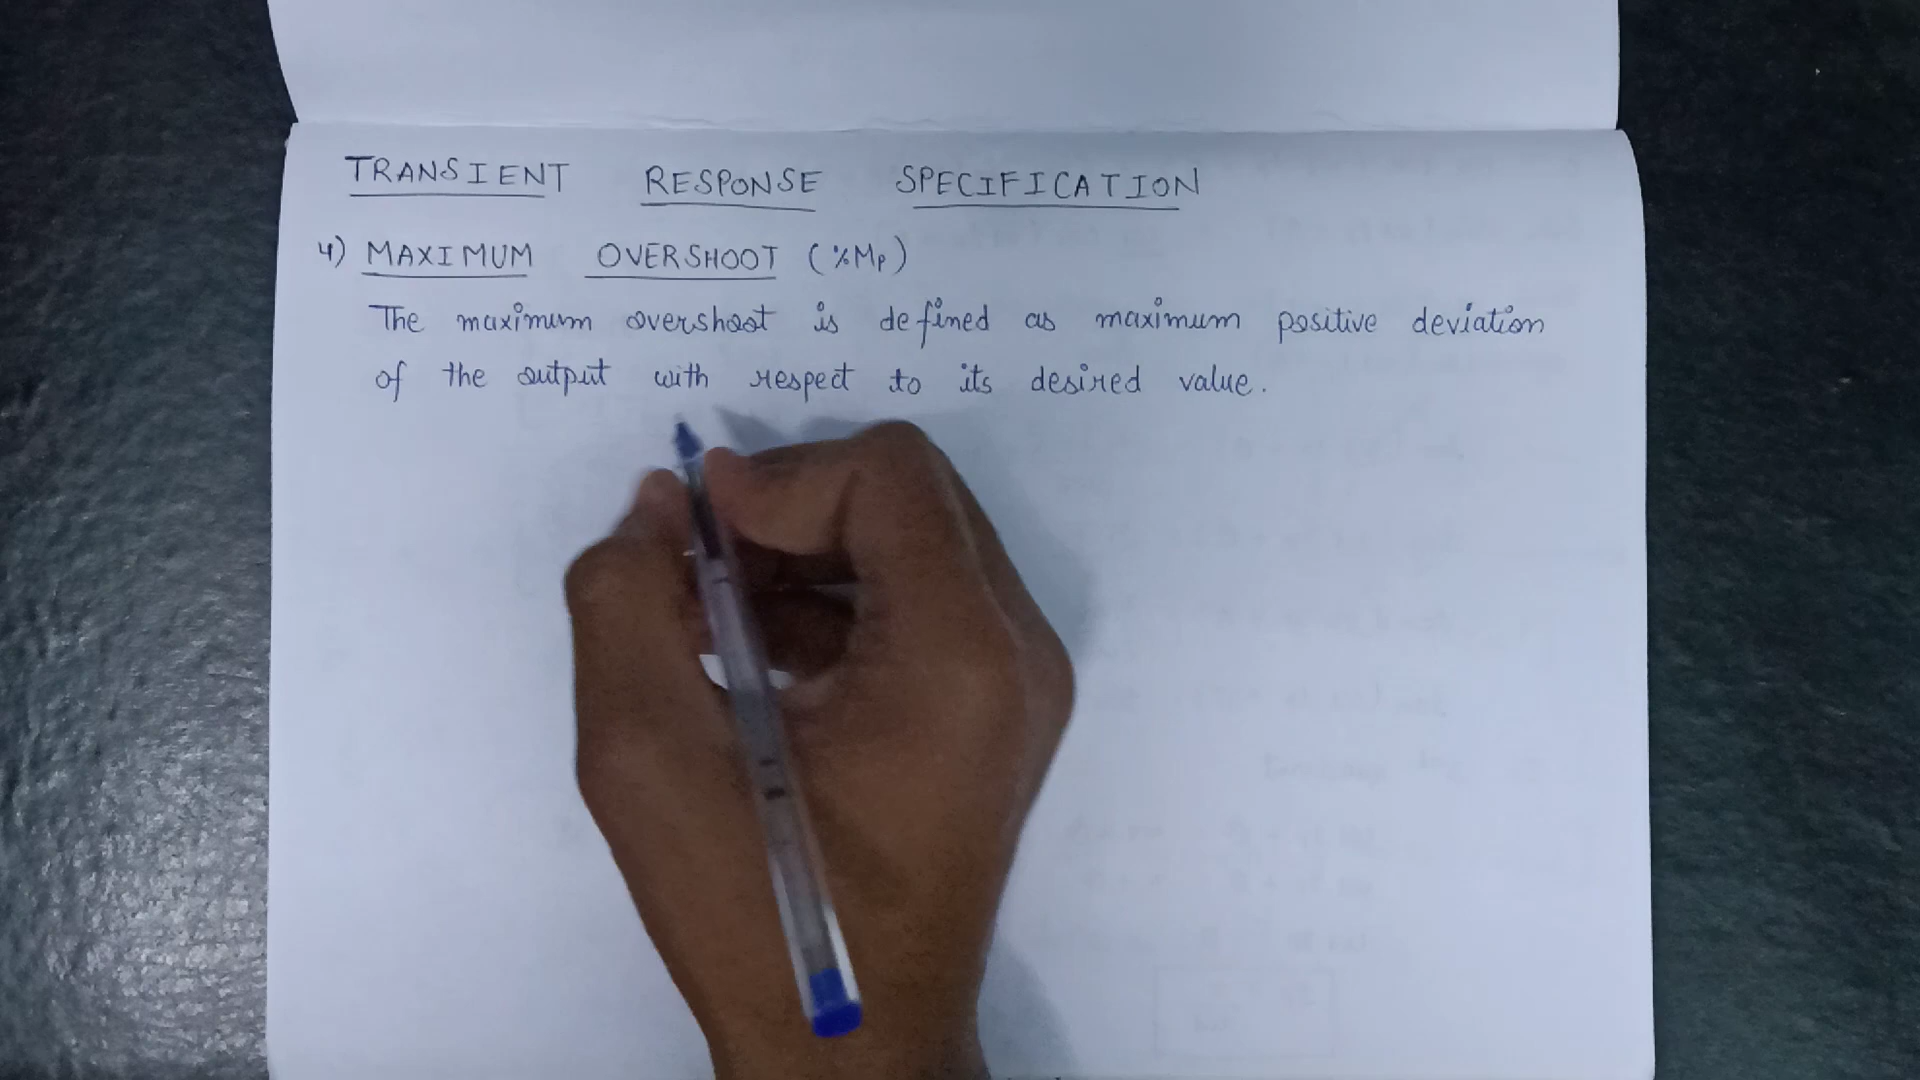 TRANSIENT RESPONSE SPECIFICATION
4) MAXIMUM OVERSHOOT (%Mp)
The maximum overshoot is defined as maximum positive deviation
of the output with respect to its desired value.